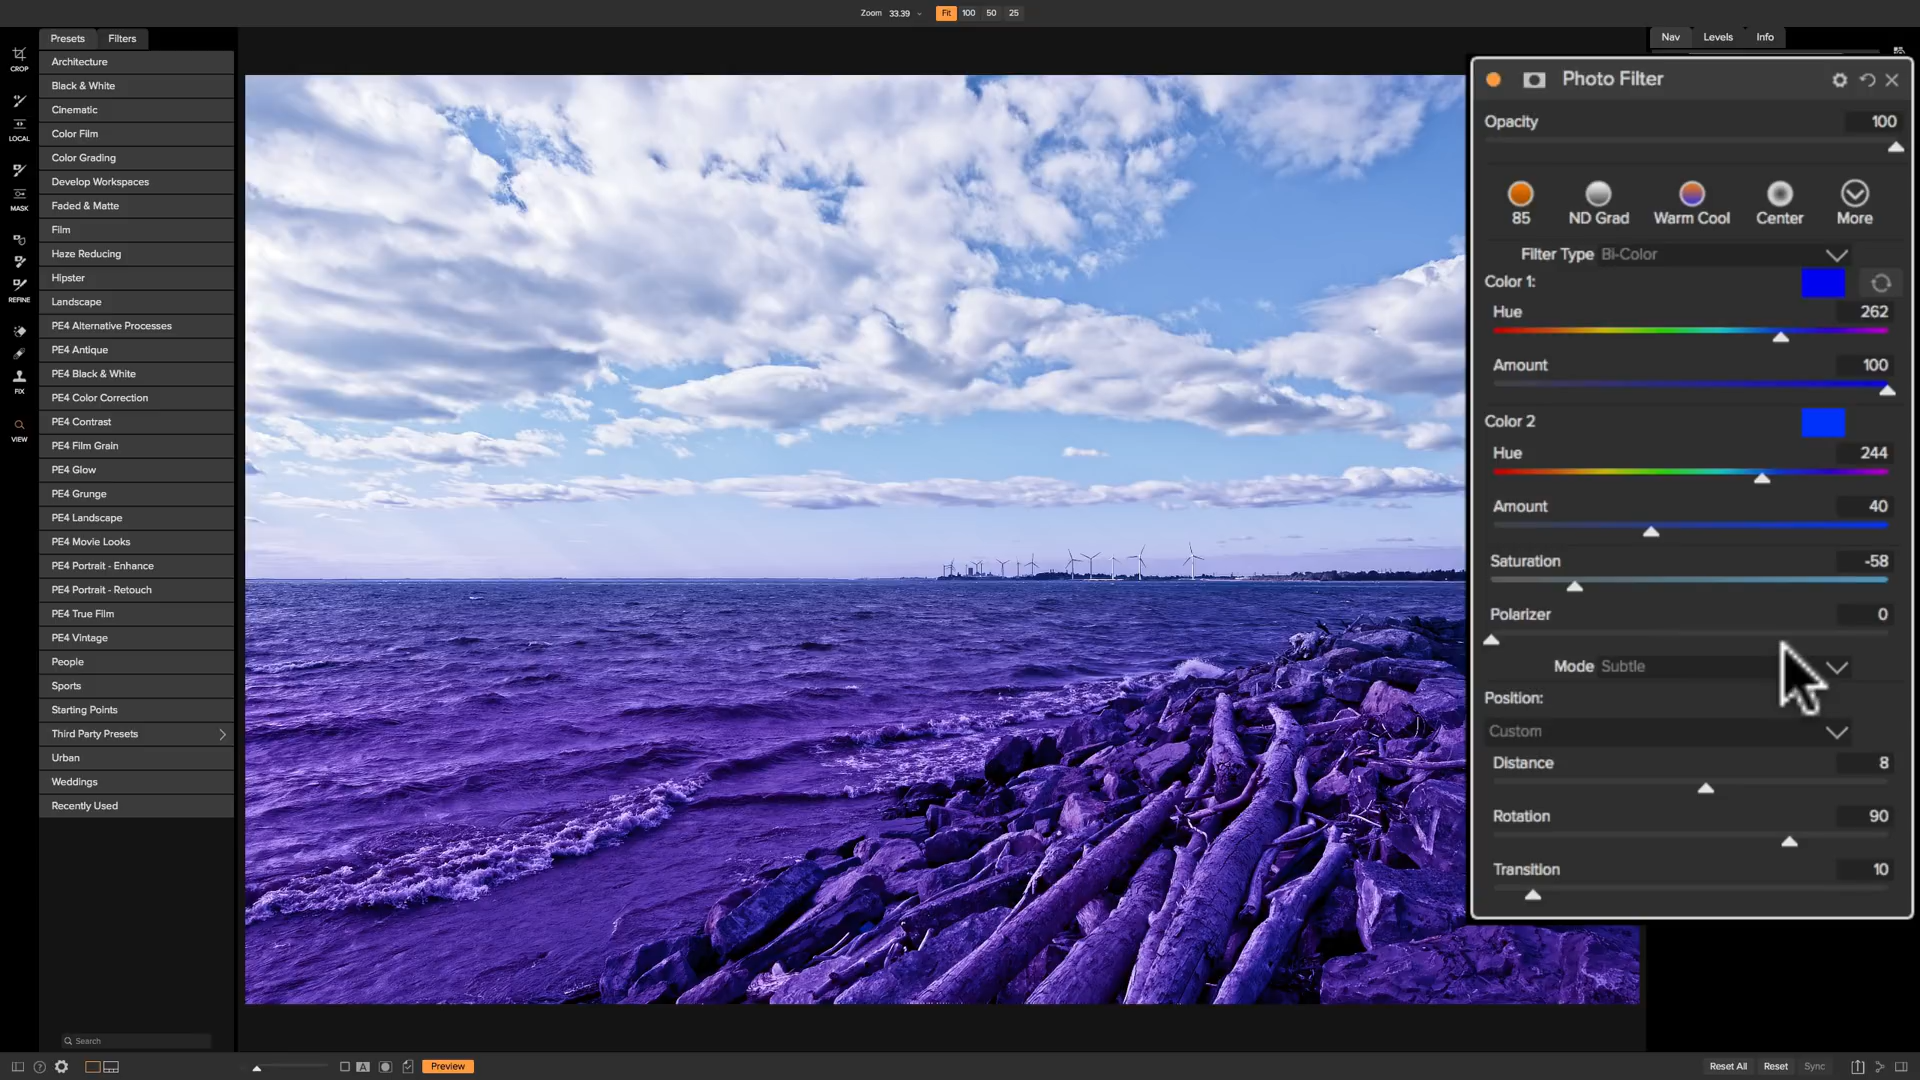 Zoom 33.39 Fit 100 50 25
Presets Filters
Nav Levels Info
CROP
LOCAL
MASK
REFINE
FIX
VIEW
Architecture
Black & White
Cinematic
Color Film
Color Grading
Develop Workspaces
Faded & Matte
Film
Haze Reducing
Hipster
Landscape
PE4 Alternative Processes
PE4 Antique
PE4 Black & White
PE4 Color Correction
PE4 Contrast
PE4 Film Grain
PE4 Glow
PE4 Grunge
PE4 Landscape
PE4 Movie Looks
PE4 Portrait - Enhance
PE4 Portrait - Retouch
PE4 True Film
PE4 Vintage
People
Sports
Starting Points
Third Party Presets
Urban
Weddings
Recently Used
Search
Photo Filter
Opacity 100
85 ND Grad Warm Cool Center More
Filter Type Bi-Color
Color 1:
Hue 262
Amount 100
Color 2
Hue 244
Amount 40
Saturation -58
Polarizer 0
Mode Subtle
Position:
Custom
Distance 8
Rotation 90
Transition 10
? A Preview
Reset All Reset Sync